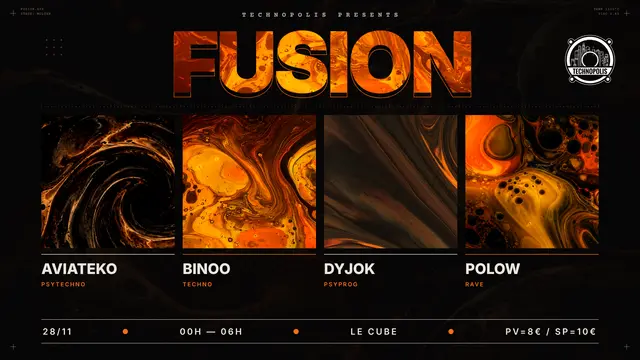 TECHNOPOLIS PRESENTS
FUSION
TECHNOPOLIS
AVIATEKO
PSYTECHNO
BINOO
TECHNO
DYJOK
PSYPROG
POLOW
RAVE
28/11
00H — 06H
LE CUBE
PV=8€ / SP=10€